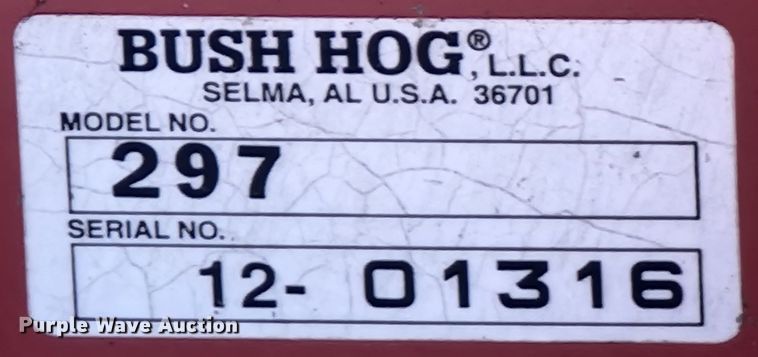 BUSH HOG®, L.L.C.
SELMA, AL U.S.A. 36701
MODEL NO.
297
SERIAL NO.
12- 01316
Purple Wave Auction